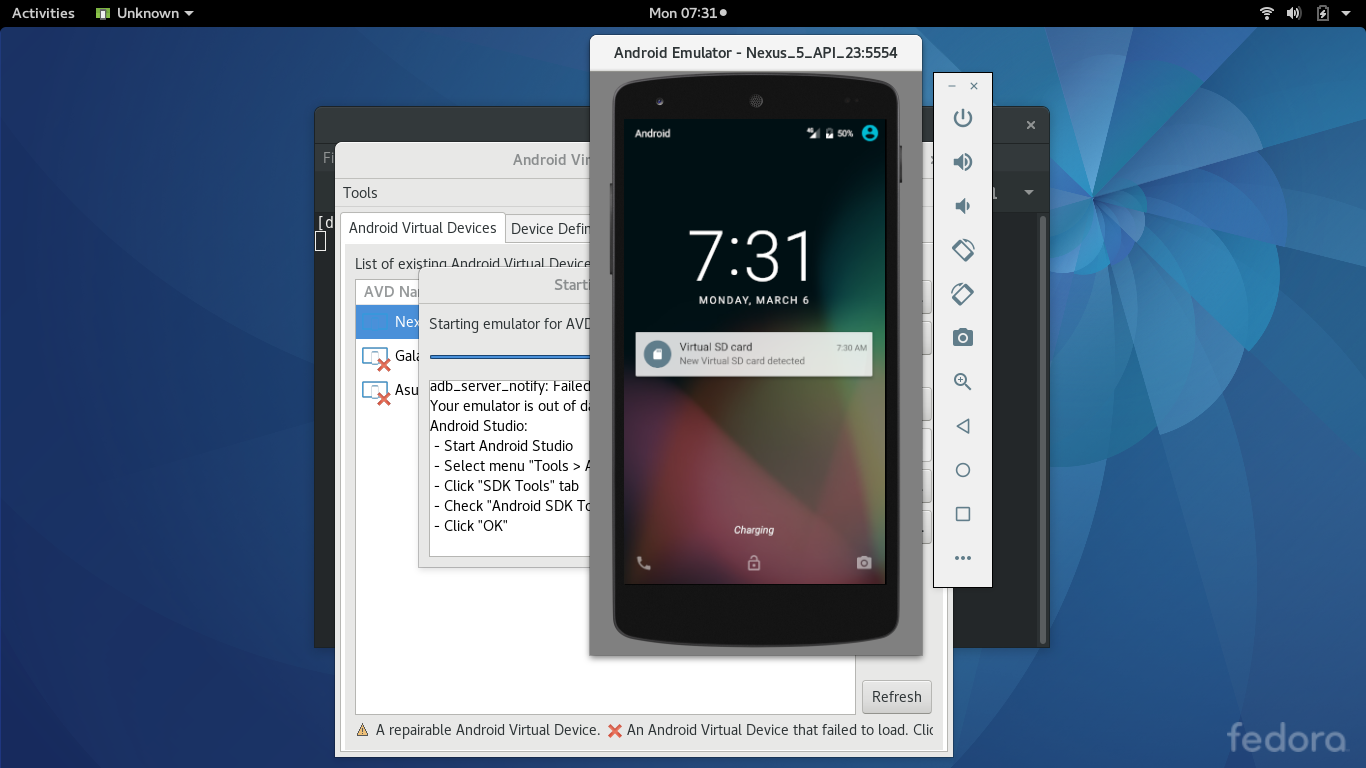 Activities Unknown Mon 07:31
Android Emulator - Nexus_5_API_23:5554
Android 4G 50%
7:31
MONDAY, MARCH 6
Virtual SD card 7:30 AM
New Virtual SD card detected
Charging
Fi
[d
Android Vir
Tools
Android Virtual Devices Device Defin
List of existing Android Virtual Device
AVD Na
Nex
Gala
Asu
Starti
Starting emulator for AVD
adb_server_notify: Failed
Your emulator is out of da
Android Studio:
- Start Android Studio
- Select menu "Tools > A
- Click "SDK Tools" tab
- Check "Android SDK To
- Click "OK"
Refresh
A repairable Android Virtual Device. An Android Virtual Device that failed to load. Clic
fedora